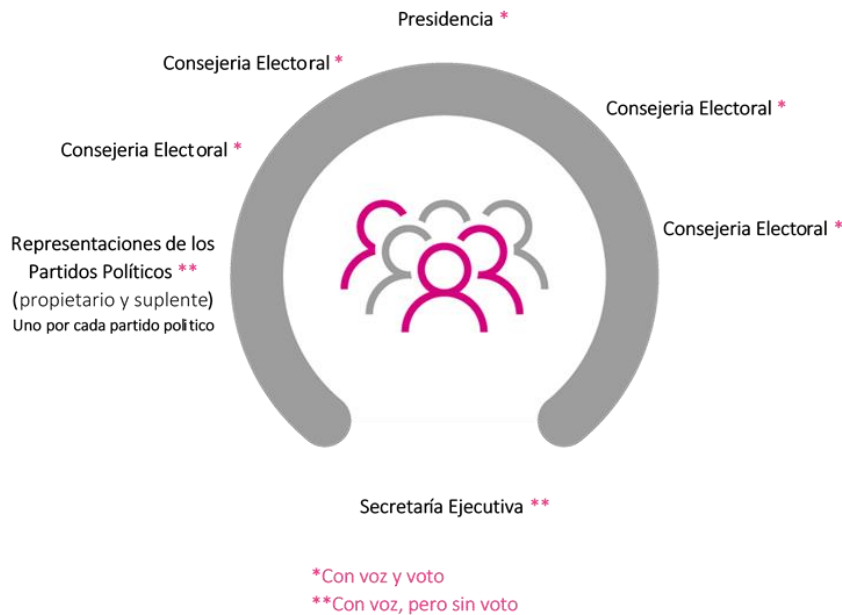 Presidencia *
Consejeria Electoral *
Consejeria Electoral *
Consejeria Electoral *
Consejeria Electoral *
Representaciones de los
Partidos Políticos **
(propietario y suplente)
Uno por cada partido politico
Secretaría Ejecutiva **
*Con voz y voto
**Con voz, pero sin voto